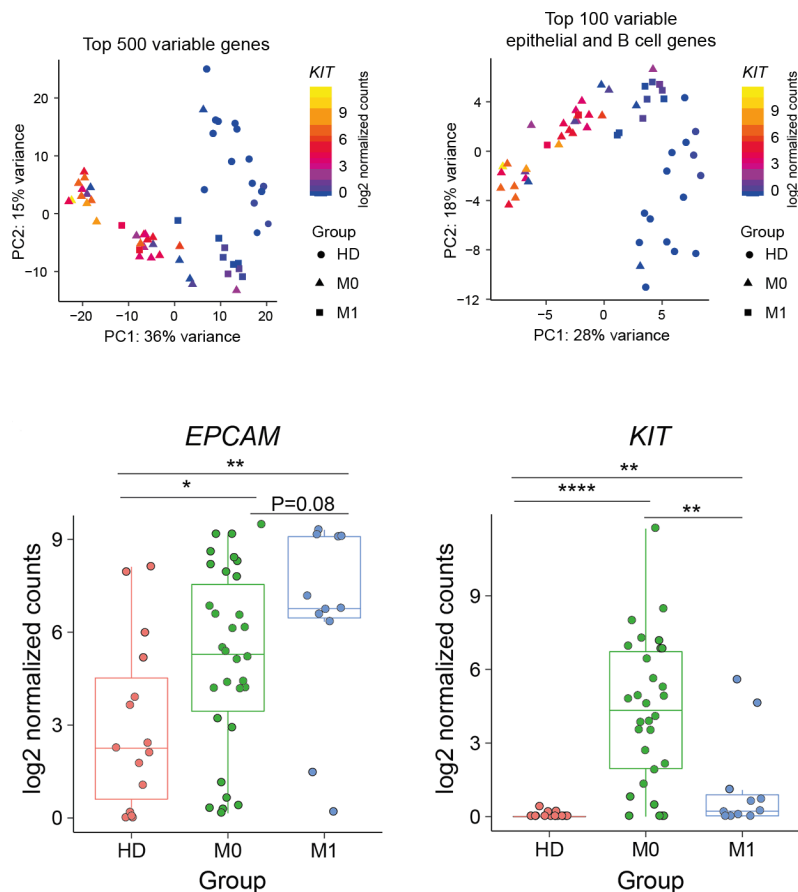 Top 500 variable genes
20
10
0
−10
−20
−10
0
10
20
PC2: 15% variance
PC1: 36% variance
KIT
9
6
3
0
log2 normalized counts
Group
HD
M0
M1
Top 100 variable
epithelial and B cell genes
4
0
−4
−8
−12
−5
0
5
PC2: 18% variance
PC1: 28% variance
KIT
9
6
3
0
log2 normalized counts
Group
HD
M0
M1
EPCAM
**
*
P=0.08
9
6
3
0
log2 normalized counts
HD
M0
M1
Group
KIT
**
****
**
9
6
3
0
log2 normalized counts
HD
M0
M1
Group